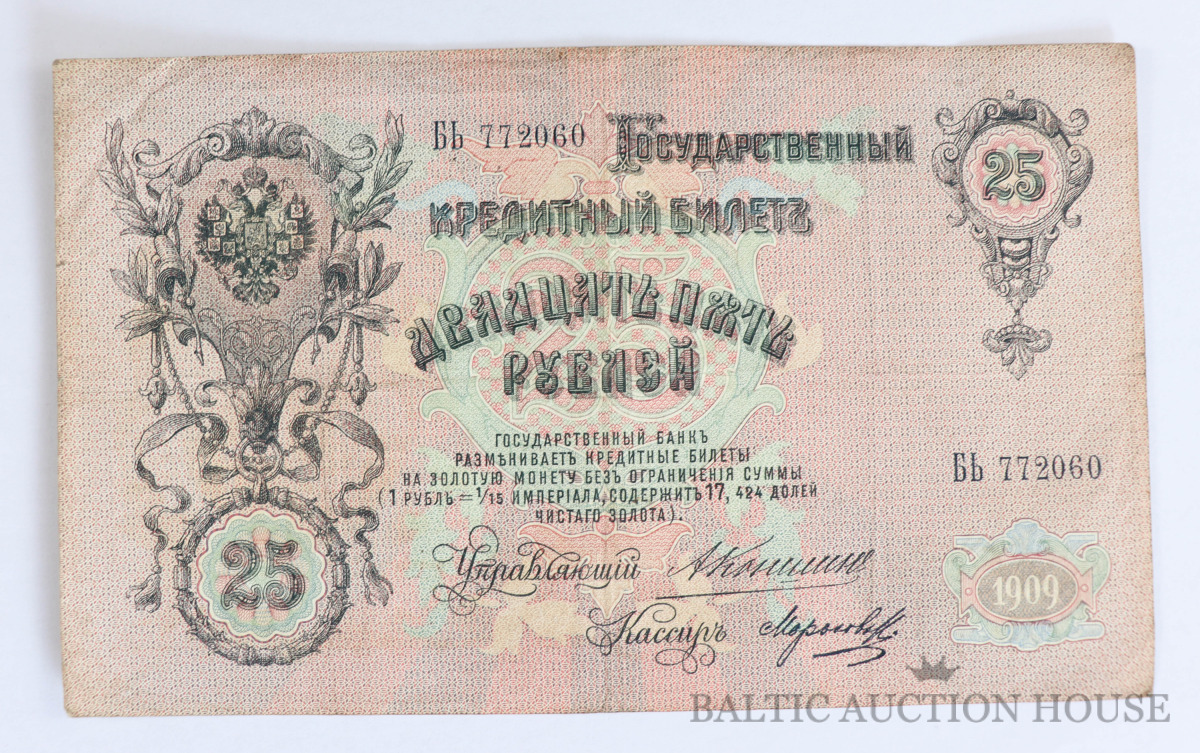 БЬ 772060
Государственный
кредитный билетъ
25
Двадцать пять
рублей
Государственный Банкъ
размѣниваетъ кредитные билеты
на золотую монету безъ ограниченія суммы
(1 рубль = 1/15 имперіала, содержитъ 17, 424 долей
чистаго золота).
БЬ 772060
25
Управляющій АКоншинъ
1909
Кассиръ
BALTIC AUCTION HOUSE